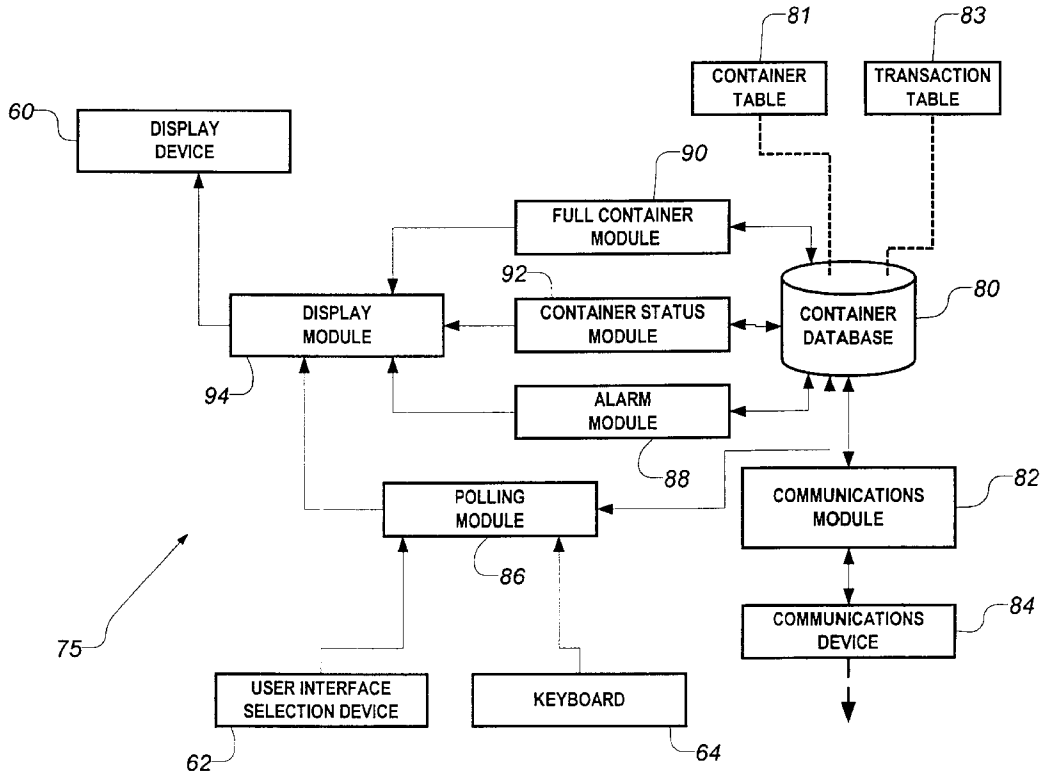 81
83
CONTAINER
TABLE
TRANSACTION
TABLE
60
DISPLAY
DEVICE
90
FULL CONTAINER
MODULE
92
CONTAINER STATUS
MODULE
DISPLAY
MODULE
94
CONTAINER
DATABASE
80
ALARM
MODULE
88
POLLING
MODULE
86
COMMUNICATIONS
MODULE
82
COMMUNICATIONS
DEVICE
84
75
USER INTERFACE
SELECTION DEVICE
62
KEYBOARD
64